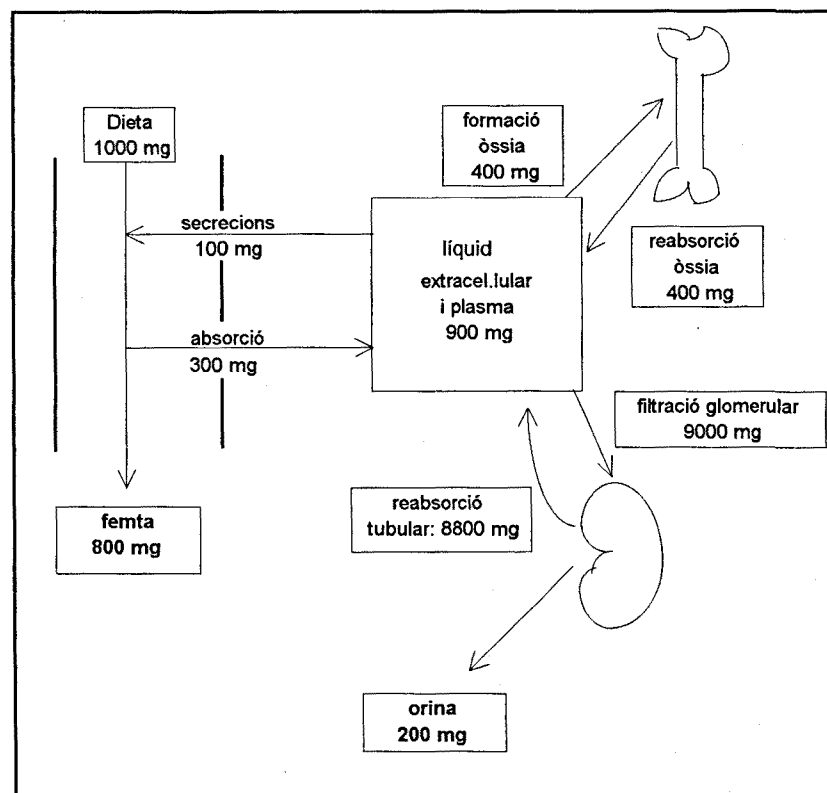 Dieta
1000 mg
secrecions
100 mg
absorció
300 mg
femta
800 mg
formació
òssia
400 mg
líquid
extracel.lular
i plasma
900 mg
reabsorció
òssia
400 mg
filtració glomerular
9000 mg
reabsorció
tubular: 8800 mg
orina
200 mg